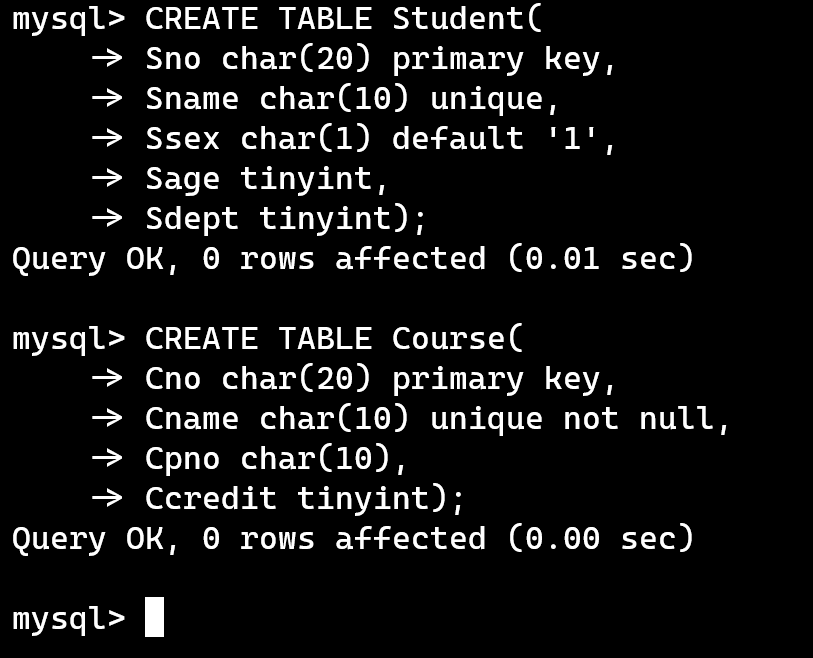 mysql> CREATE TABLE Student(
    -> Sno char(20) primary key,
    -> Sname char(10) unique,
    -> Ssex char(1) default '1',
    -> Sage tinyint,
    -> Sdept tinyint);
Query OK, 0 rows affected (0.01 sec)

mysql> CREATE TABLE Course(
    -> Cno char(20) primary key,
    -> Cname char(10) unique not null,
    -> Cpno char(10),
    -> Ccredit tinyint);
Query OK, 0 rows affected (0.00 sec)

mysql>